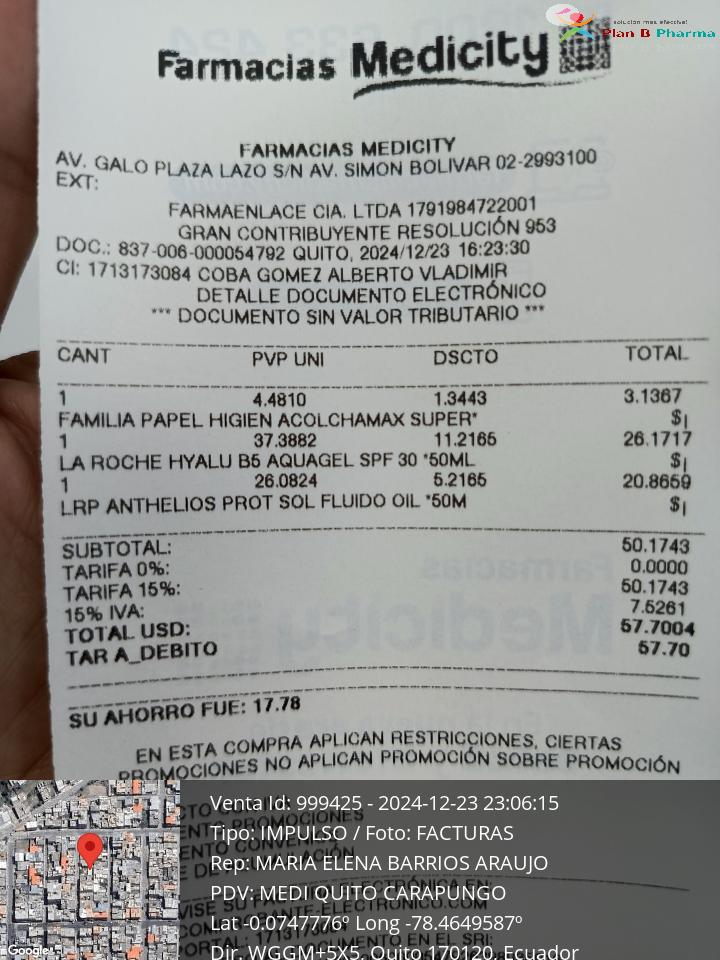 solución más efectiva!
Plan B Pharma
Farmacias Medicity
FARMACIAS MEDICITY
AV. GALO PLAZA LAZO S/N AV. SIMON BOLIVAR 02-2993100
EXT:
FARMAENLACE CIA. LTDA 1791984722001
GRAN CONTRIBUYENTE RESOLUCIÓN 953
DOC.: 837-006-000054792 QUITO, 2024/12/23 16:23:30
CI: 1713173084 COBA GOMEZ ALBERTO VLADIMIR
DETALLE DOCUMENTO ELECTRÓNICO
*** DOCUMENTO SIN VALOR TRIBUTARIO ***
CANT PVP UNI DSCTO TOTAL
1 4.4810 1.3443 3.1367
FAMILIA PAPEL HIGIEN ACOLCHAMAX SUPER* $¡
1 37.3882 11.2165 26.1717
LA ROCHE HYALU B5 AQUAGEL SPF 30 *50ML $¡
1 26.0824 5.2165 20.8659
LRP ANTHELIOS PROT SOL FLUIDO OIL *50M $¡
SUBTOTAL: 50.1743
TARIFA 0%: 0.0000
TARIFA 15%: 50.1743
15% IVA: 7.5261
TOTAL USD: 57.7004
TAR A_DEBITO 57.70
SU AHORRO FUE: 17.78
EN ESTA COMPRA APLICAN RESTRICCIONES, CIERTAS
PROMOCIONES NO APLICAN PROMOCIÓN SOBRE PROMOCIÓN
Venta Id: 999425 - 2024-12-23 23:06:15
Tipo: IMPULSO / Foto: FACTURAS
Rep: MARIA ELENA BARRIOS ARAUJO
PDV: MEDI QUITO CARAPUNGO
Lat -0.0747776º Long -78.4649587º
Dir. WGGM+5X5, Quito 170120, Ecuador
Google